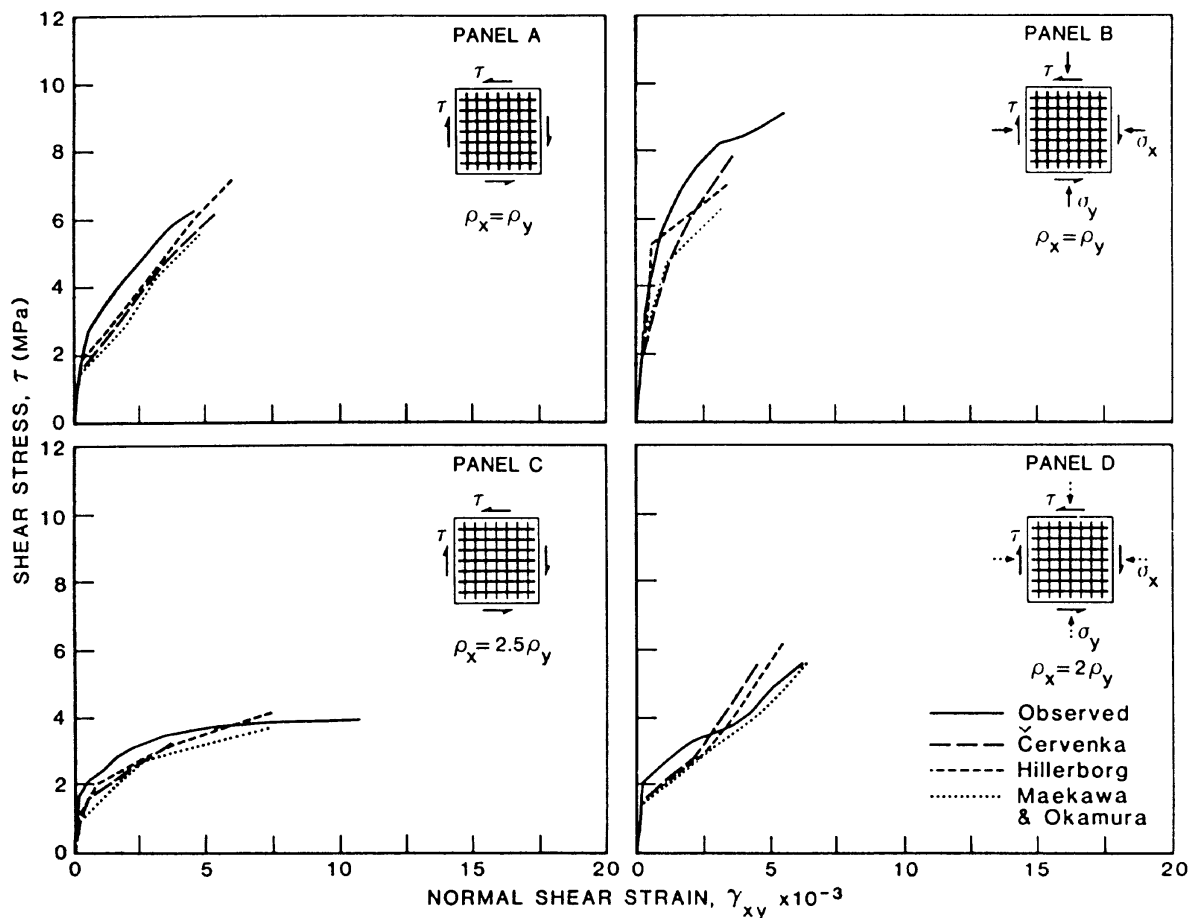 SHEAR STRESS, τ (MPa)
12
10
8
6
4
2
0
PANEL A
τ
τ
ρx = ρy
PANEL B
τ
τ
σx
σy
ρx = ρy
12
10
8
6
4
2
0
0
5
10
15
20
PANEL C
τ
τ
ρx = 2.5ρy
0
5
10
15
20
PANEL D
τ
τ
σx
σy
ρx = 2ρy
Observed
Červenka
Hillerborg
Maekawa
& Okamura
NORMAL SHEAR STRAIN, γxy x10⁻³